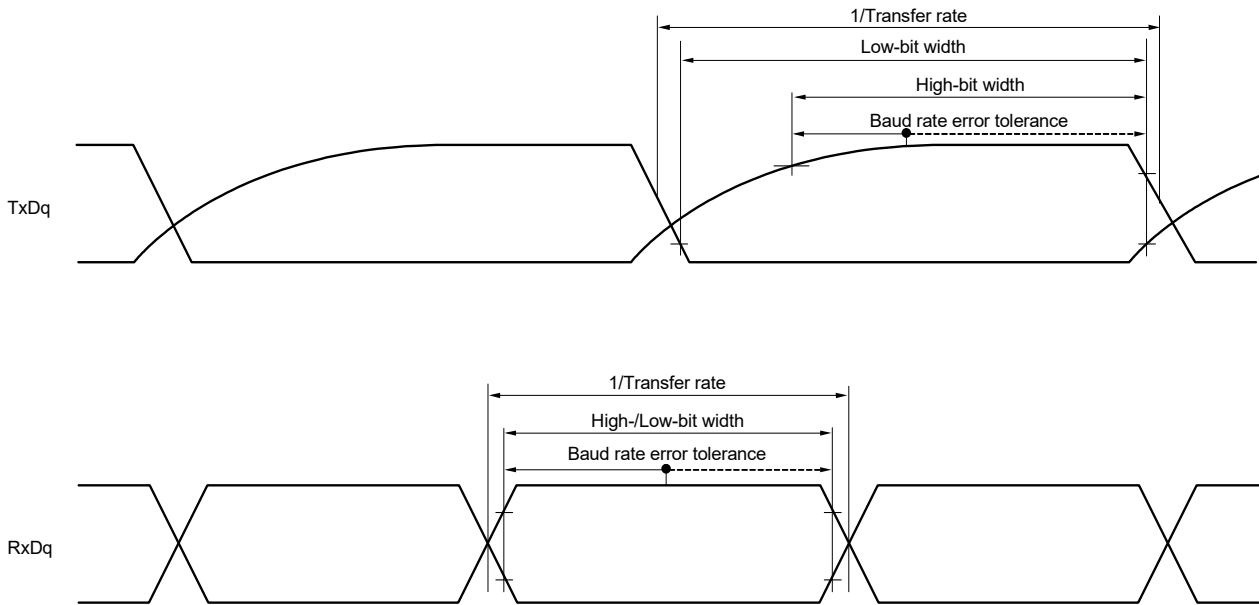 1/Transfer rate
Low-bit width
High-bit width
Baud rate error tolerance
TxDq
1/Transfer rate
High-/Low-bit width
Baud rate error tolerance
RxDq